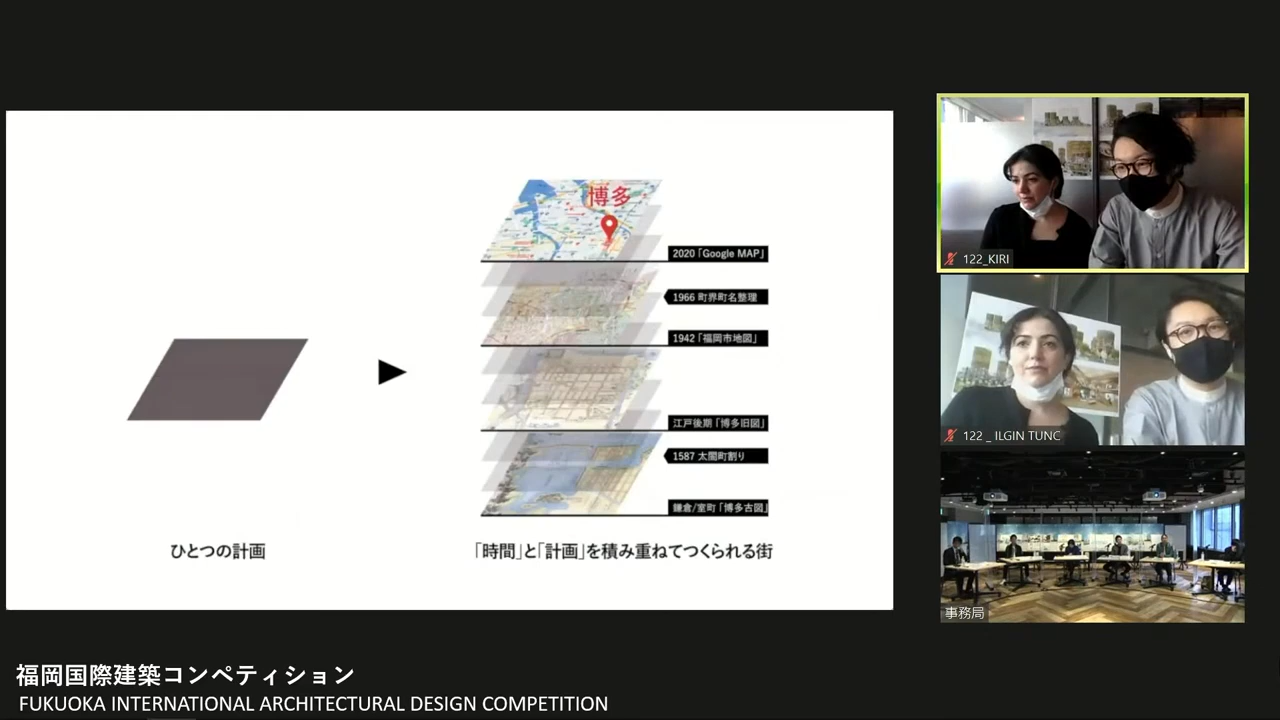 博多
2020「Google MAP」
1966 町界町名整理
1942「福岡市地図」
江戸後期「博多旧図」
1587 太閤町割り
鎌倉/室町「博多古図」
ひとつの計画
「時間」と「計画」を積み重ねてつくられる街
122_KIRI
122 _ ILGIN TUNC
事務局
福岡国際建築コンペティション
FUKUOKA INTERNATIONAL ARCHITECTURAL DESIGN COMPETITION